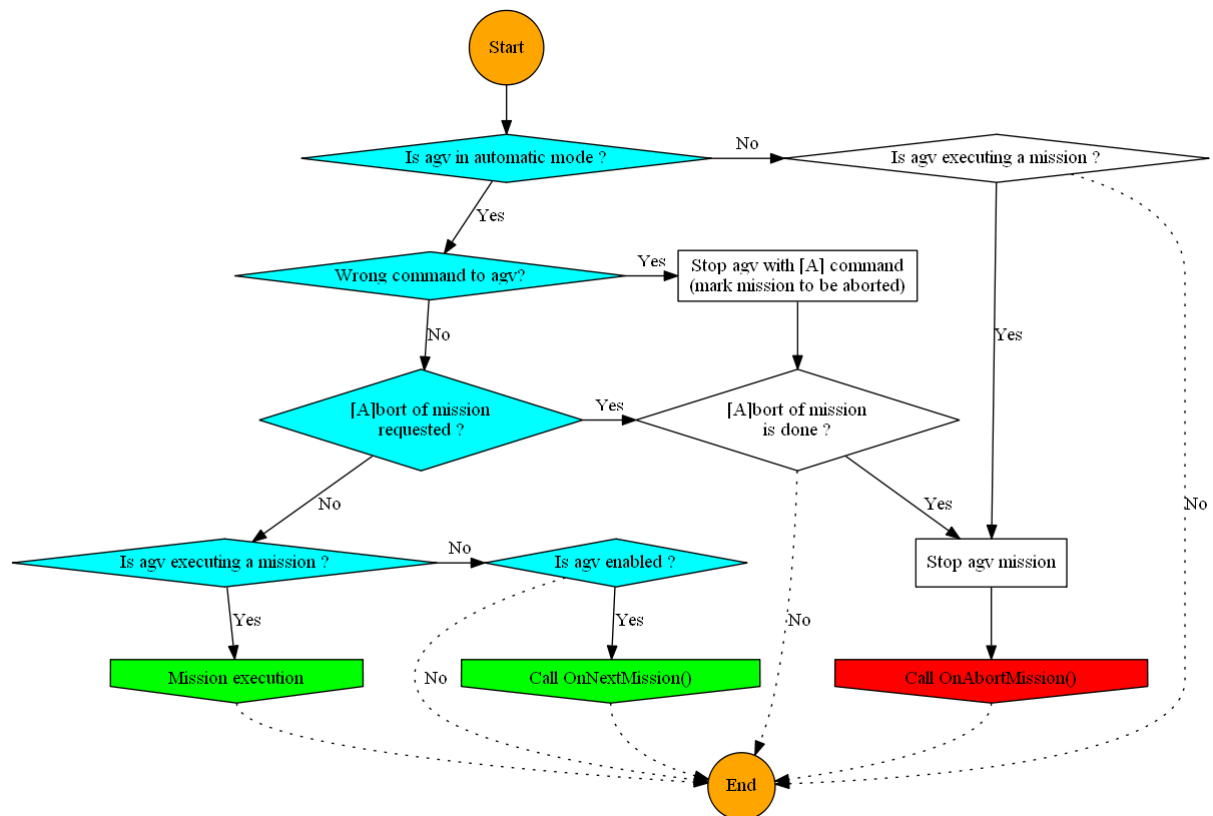 Start
Is agv in automatic mode ?
No
Is agv executing a mission ?
Yes
Wrong command to agv?
Yes
Stop agv with [A] command
(mark mission to be aborted)
No
Yes
[A]bort of mission
requested ?
Yes
[A]bort of mission
is done ?
No
Yes
No
Is agv executing a mission ?
No
Is agv enabled ?
Stop agv mission
Yes
Yes
No
No
Mission execution
Call OnNextMission()
Call OnAbortMission()
End